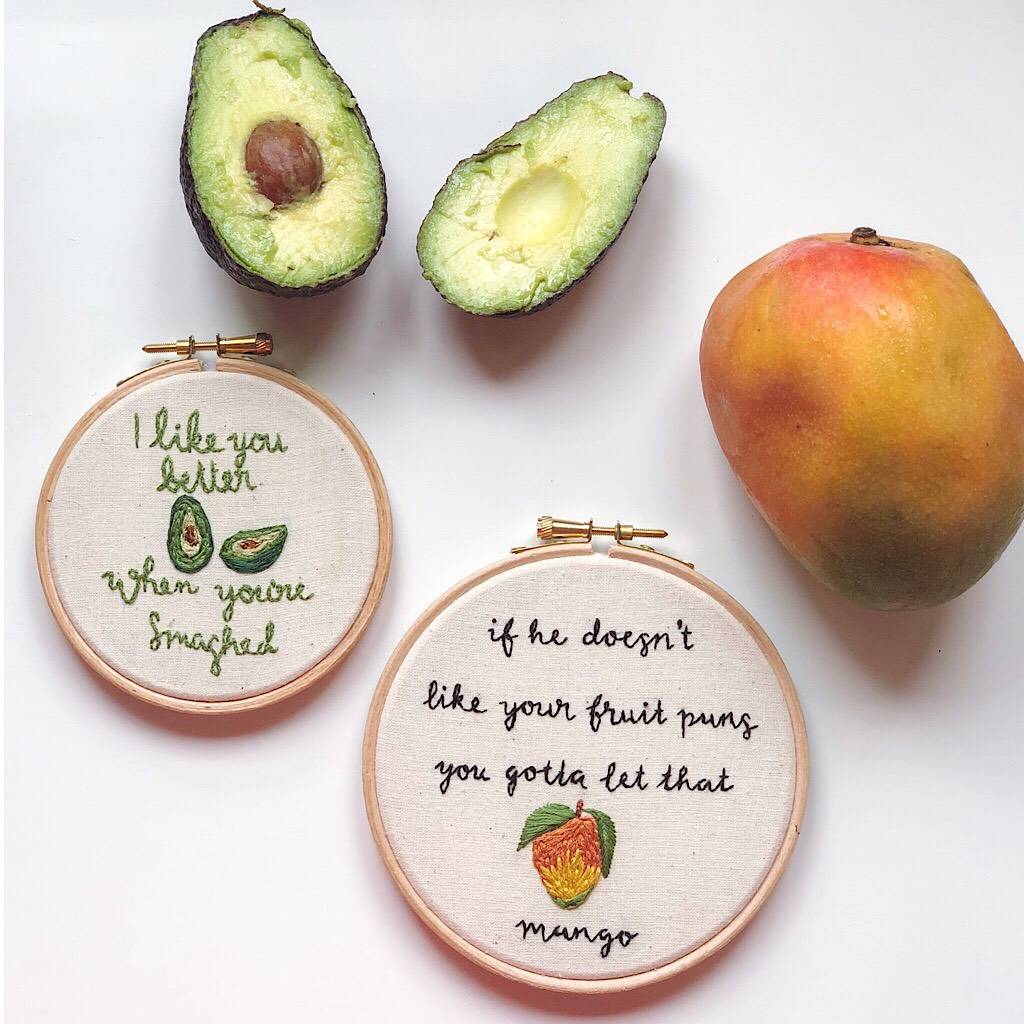 I like you
better
when you're
Smashed
if he doesn't
like your fruit puns
you gotta let that
mango